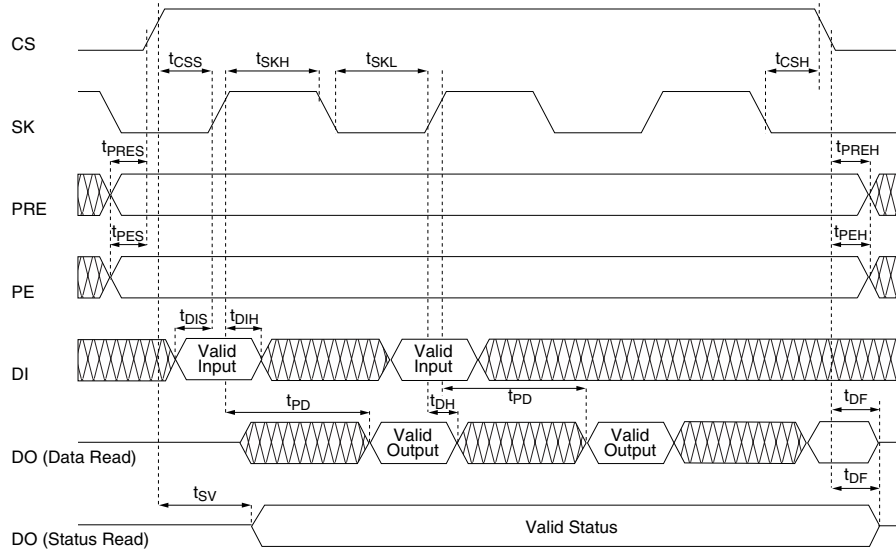 CS
tCSS
tSKH
tSKL
tCSH
SK
tPRES
tPREH
PRE
tPES
tPEH
PE
tDIS
tDIH
Valid
Input
Valid
Input
DI
tPD
tDH
tPD
tDF
Valid
Output
Valid
Output
DO (Data Read)
tDF
tSV
Valid Status
DO (Status Read)